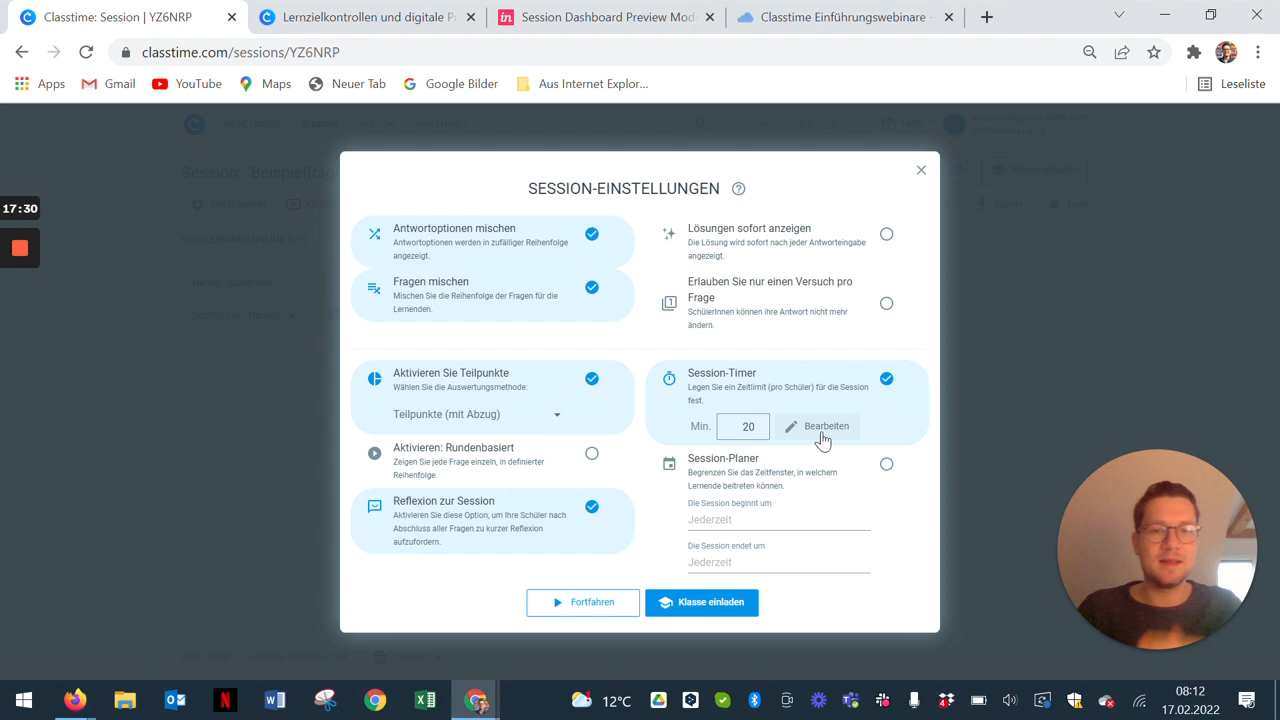 Classtime: Session | YZ6NRP
Lernzielkontrollen und digitale P
Session Dashboard Preview Mod
Classtime Einführungswebinare -
classtime.com/sessions/YZ6NRP
Apps
Gmail
YouTube
Maps
Neuer Tab
Google Bilder
Aus Internet Explor...
Leseliste
Session: "Beispielfra
17:30
SESSION-EINSTELLUNGEN
Antwortoptionen mischen
Antwortoptionen werden in zufälliger Reihenfolge
angezeigt.
Fragen mischen
Mischen Sie die Reihenfolge der Fragen für die
Lernenden.
Lösungen sofort anzeigen
Die Lösung wird sofort nach jeder Antworteingabe
angezeigt.
Erlauben Sie nur einen Versuch pro
Frage
SchülerInnen können ihre Antwort nicht mehr
ändern.
Aktivieren Sie Teilpunkte
Wählen Sie die Auswertungsmethode:
Teilpunkte (mit Abzug)
Aktivieren: Rundenbasiert
Zeigen Sie jede Frage einzeln, in definierter
Reihenfolge.
Reflexion zur Session
Aktivieren Sie diese Option, um Ihre Schüler nach
Abschluss aller Fragen zu kurzer Reflexion
aufzufordern.
Session-Timer
Legen Sie ein Zeitlimit (pro Schüler) für die Session
fest.
Min. 20 Bearbeiten
Session-Planer
Begrenzen Sie das Zeitfenster, in welchem
Lernende beitreten können.
Die Session beginnt um
Jederzeit
Die Session endet um
Jederzeit
Fortfahren
Klasse einladen
12°C
08:12
17.02.2022